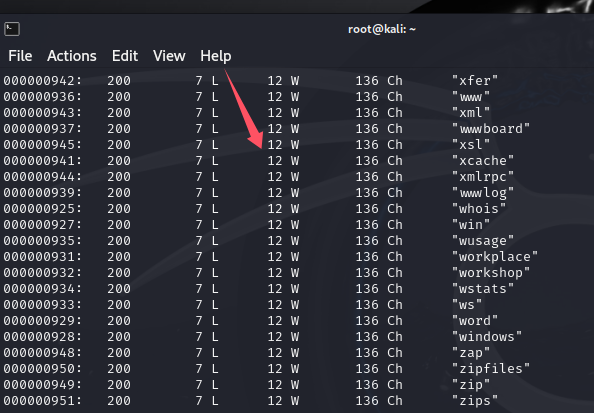 root@kali: ~
File Actions Edit View Help
000000942: 200 7 L 12 W 136 Ch "xfer"
000000936: 200 7 L 12 W 136 Ch "www"
000000943: 200 7 L 12 W 136 Ch "xml"
000000937: 200 7 L 12 W 136 Ch "wwwboard"
000000945: 200 7 L 12 W 136 Ch "xsl"
000000941: 200 7 L 12 W 136 Ch "xcache"
000000944: 200 7 L 12 W 136 Ch "xmlrpc"
000000939: 200 7 L 12 W 136 Ch "wwwlog"
000000925: 200 7 L 12 W 136 Ch "whois"
000000927: 200 7 L 12 W 136 Ch "win"
000000935: 200 7 L 12 W 136 Ch "wusage"
000000931: 200 7 L 12 W 136 Ch "workplace"
000000932: 200 7 L 12 W 136 Ch "workshop"
000000934: 200 7 L 12 W 136 Ch "wstats"
000000933: 200 7 L 12 W 136 Ch "ws"
000000929: 200 7 L 12 W 136 Ch "word"
000000928: 200 7 L 12 W 136 Ch "windows"
000000948: 200 7 L 12 W 136 Ch "zap"
000000950: 200 7 L 12 W 136 Ch "zipfiles"
000000949: 200 7 L 12 W 136 Ch "zip"
000000951: 200 7 L 12 W 136 Ch "zips"